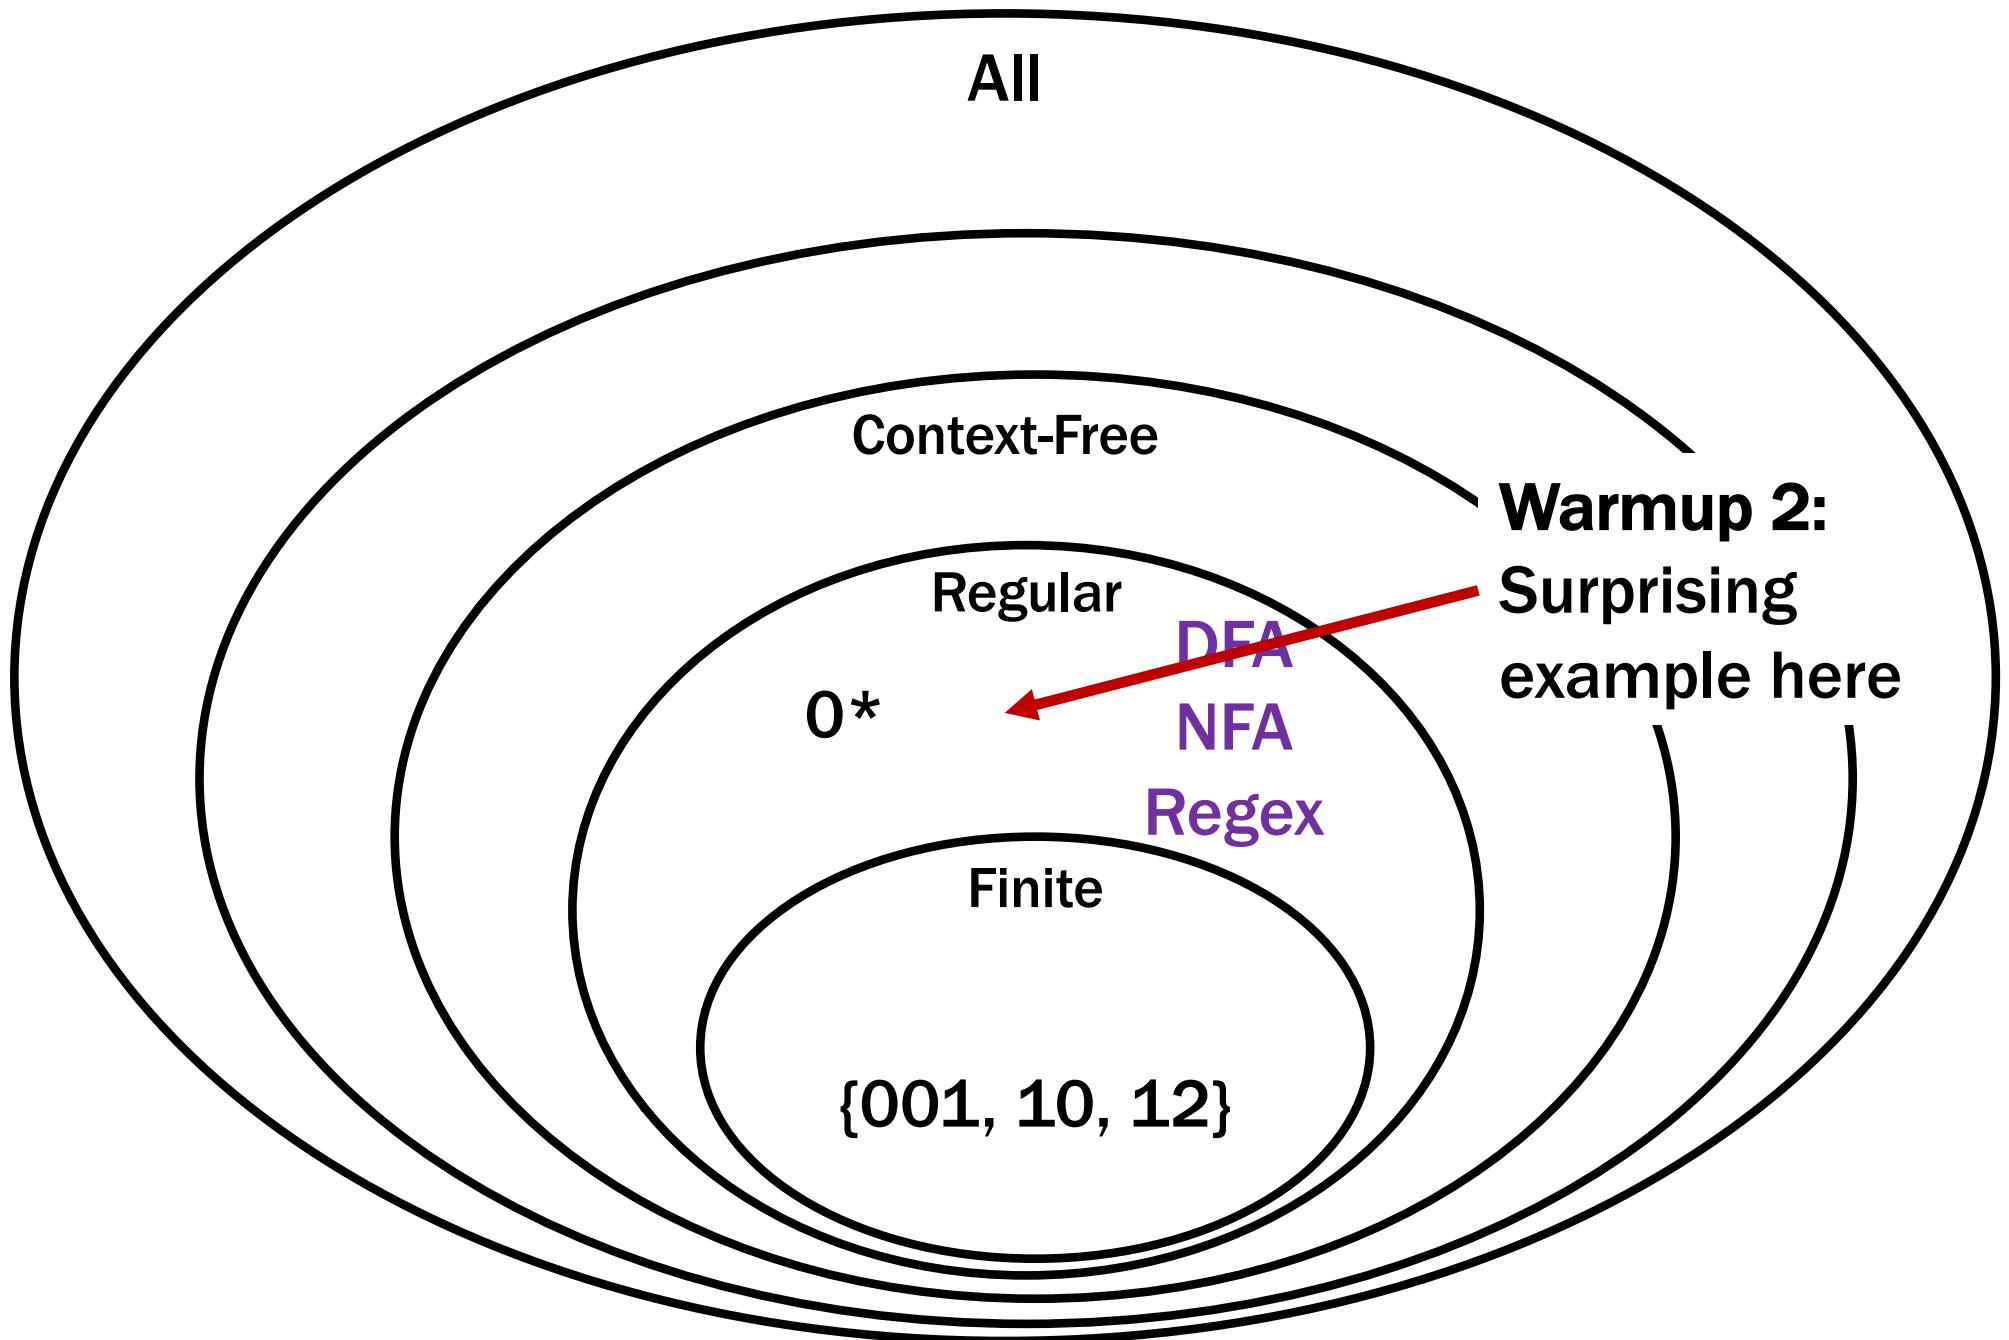 All
Context-Free
Warmup 2:
Surprising
example here
Regular
DFA
NFA
Regex
0*
Finite
{001, 10, 12}